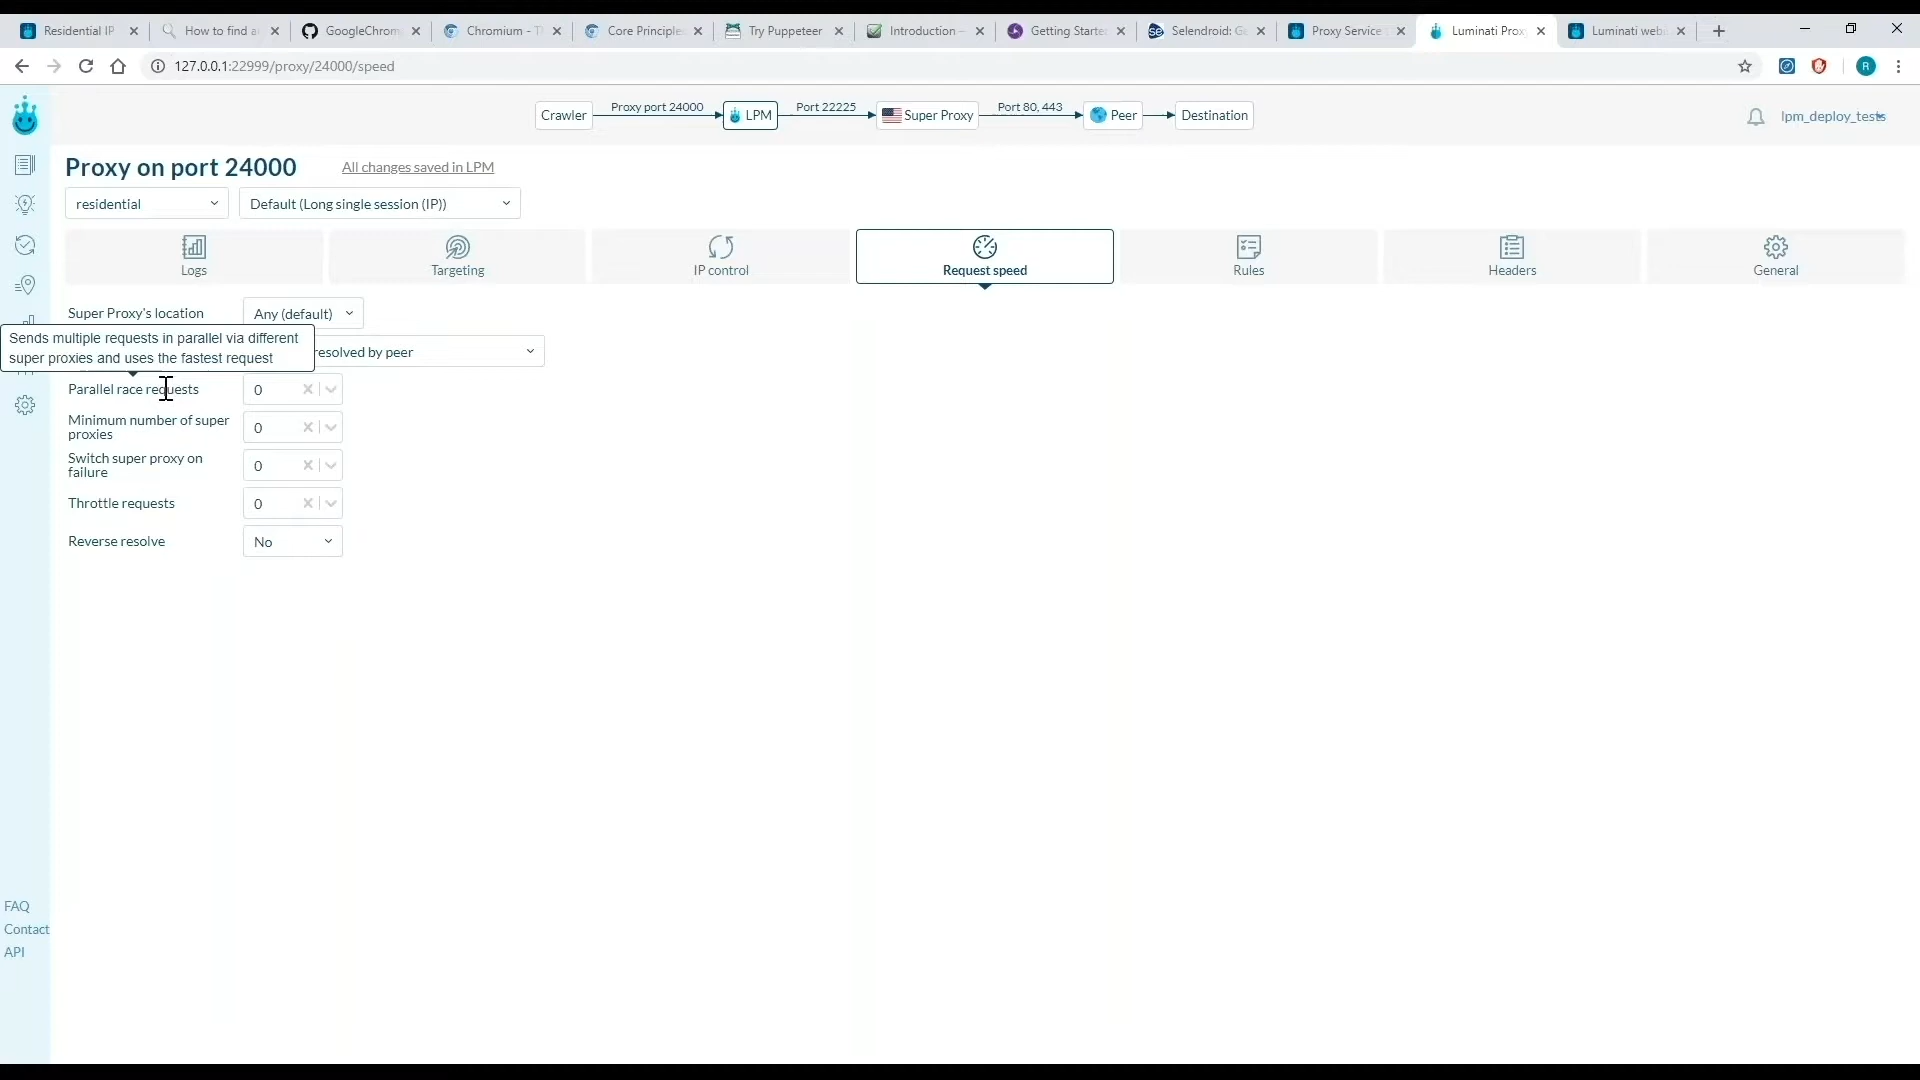 Residential IP
How to find a
GoogleChrom
Chromium - T
Core Principle
Try Puppeteer
Introduction –
Getting Starte
Selendroid: G
Proxy Service
Luminati Prox
Luminati web
127.0.0.1:22999/proxy/24000/speed
R
Crawler
Proxy port 24000
LPM
Port 22225
Super Proxy
Port 80, 443
Peer
Destination
lpm_deploy_tests
Proxy on port 24000
All changes saved in LPM
residential
Default (Long single session (IP))
Logs
Targeting
IP control
Request speed
Rules
Headers
General
Super Proxy's location
Any (default)
Sends multiple requests in parallel via different
super proxies and uses the fastest request
resolved by peer
Parallel race requests
0
Minimum number of super
proxies
0
Switch super proxy on
failure
0
Throttle requests
0
Reverse resolve
No
FAQ
Contact
API